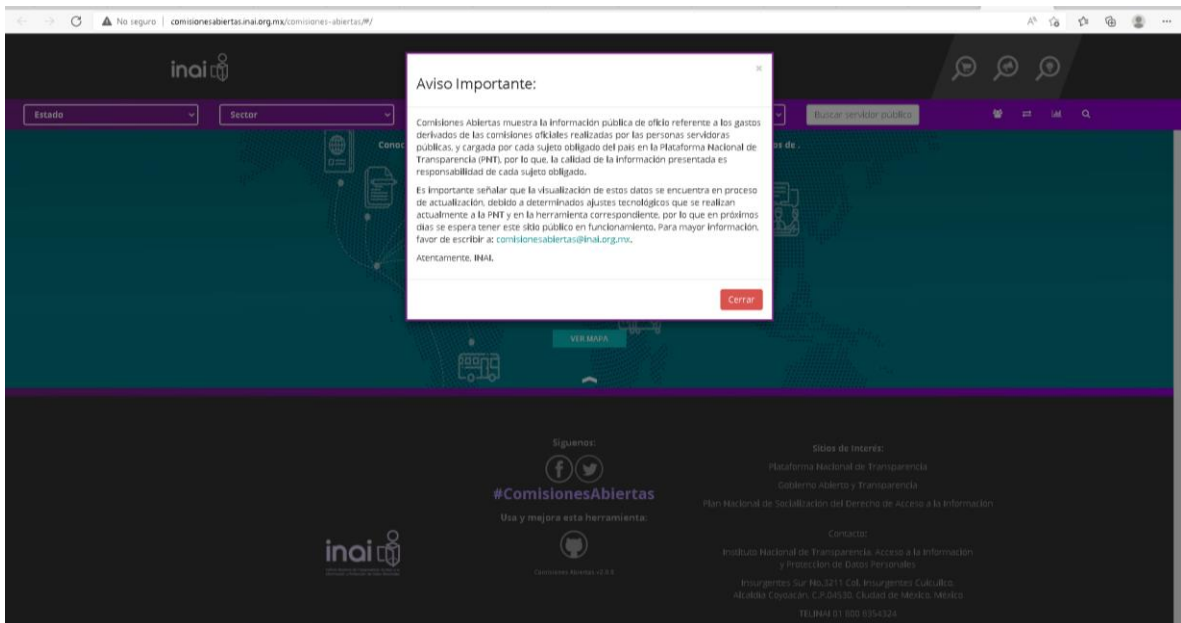 No seguro | comisionesabiertas.inai.org.mx/comisiones-abiertas/#/
inai
Estado
Sector
Buscar servidor público
Conoc
os de .
Aviso Importante:
×
Comisiones Abiertas muestra la información pública de oficio referente a los gastos
derivados de las comisiones oficiales realizadas por las personas servidoras
públicas, y cargada por cada sujeto obligado del país en la Plataforma Nacional de
Transparencia (PNT), por lo que, la calidad de la información presentada es
responsabilidad de cada sujeto obligado.
Es importante señalar que la visualización de estos datos se encuentra en proceso
de actualización, debido a determinados ajustes tecnológicos que se realizan
actualmente a la PNT y en la herramienta correspondiente, por lo que en próximos
días se espera tener este sitio público en funcionamiento. Para mayor información,
favor de escribir a: comisionesabiertas@inai.org.mx.
Atentamente, INAI.
Cerrar
VER MAPA
Síguenos:
#ComisionesAbiertas
Usa y mejora esta herramienta:
Comisiones Abiertas
inai
Sitios de Interés:
Plataforma Nacional de Transparencia
Gobierno Abierto y Transparencia
Plan Nacional de Socialización del Derecho de Acceso a la Información
Contacto:
Instituto Nacional de Transparencia, Acceso a la Información
y Protección de Datos Personales
Insurgentes Sur No.3211 Col. Insurgentes Cuicuilco,
Alcaldía Coyoacán, C.P.04530, Ciudad de México, México
TELINAI 01 800 8354324